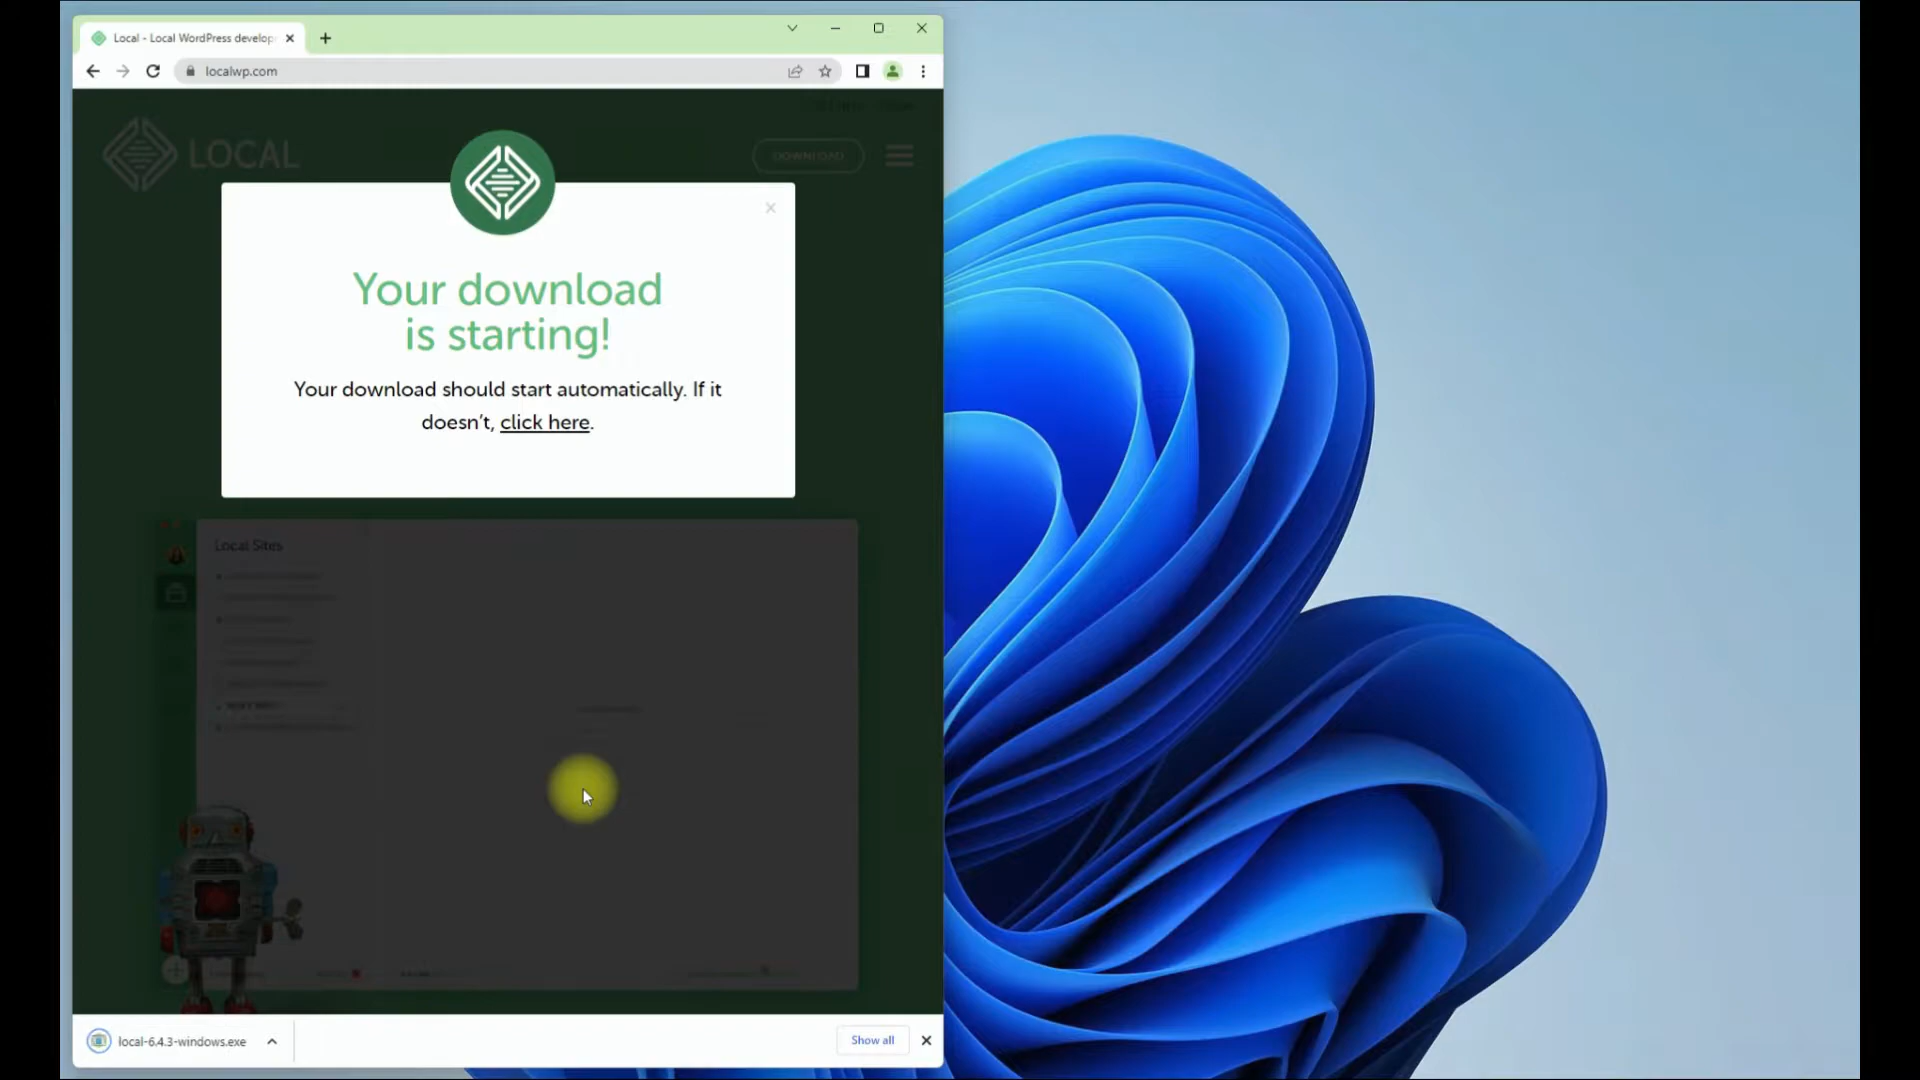 Local - Local WordPress develop
localwp.com
LOCAL
DOWNLOAD
Your download
is starting!
Your download should start automatically. If it
doesn't, click here.
Local Sites
local-6.4.3-windows.exe
Show all